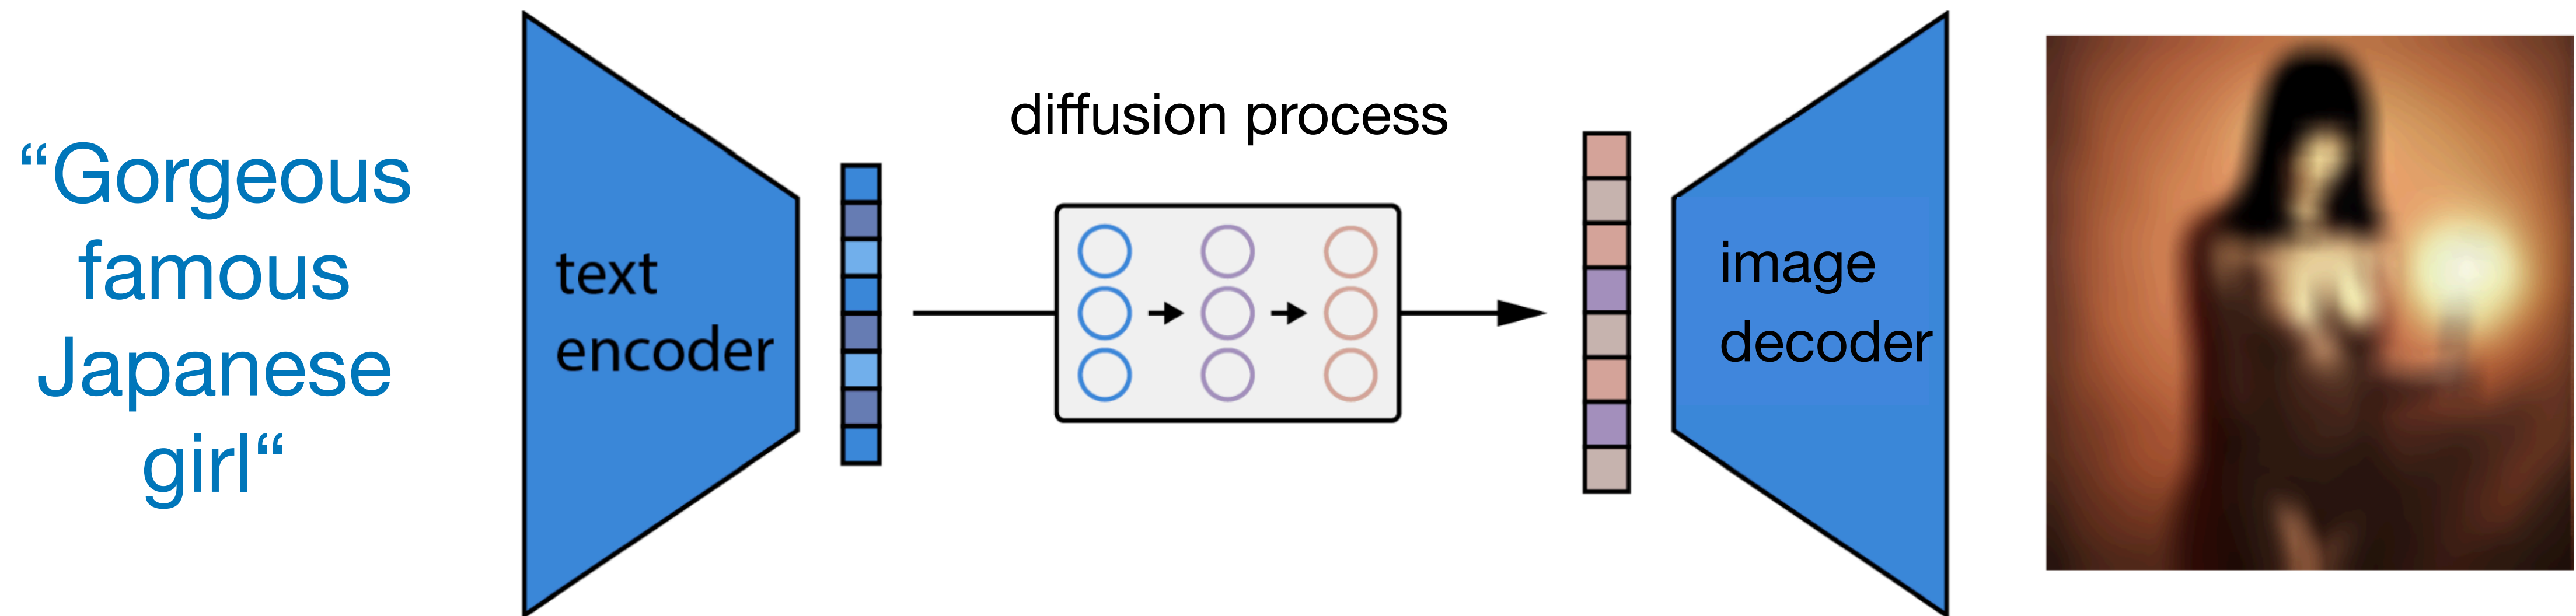 “Gorgeous
famous
Japanese
girl“
text
encoder
diffusion process
image
decoder